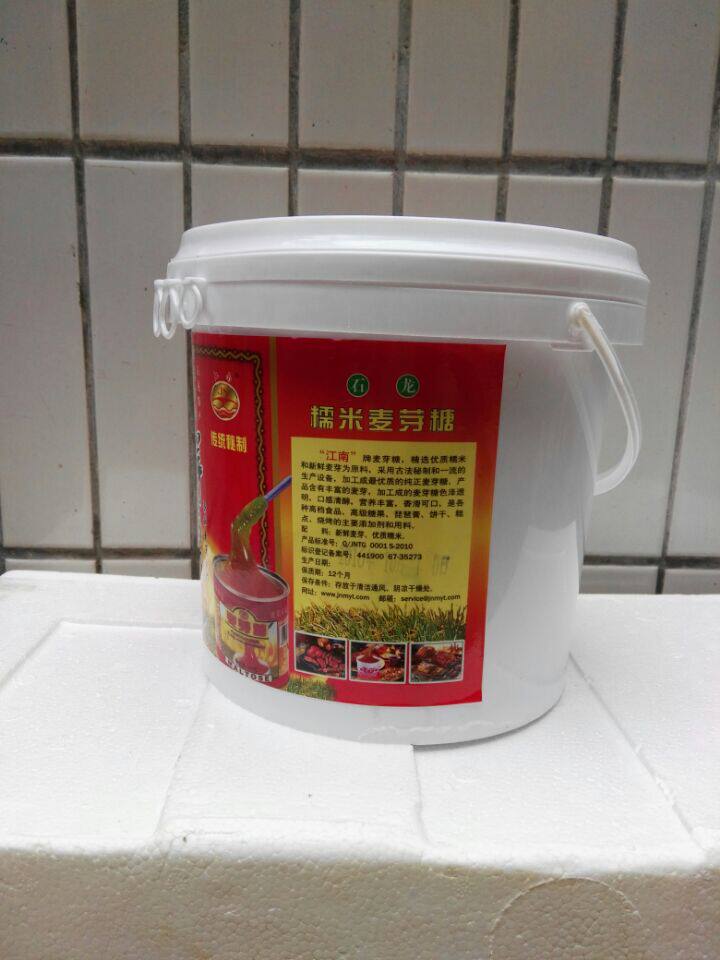 传统秘制
石龙
糯米麦芽糖
“江南”牌麦芽糖，精选优质糯米
和新鲜麦芽为原料，采用古法秘制和一流的
生产设备，加工成最优质的纯正麦芽糖，产
品含有丰富的麦芽，加工成的麦芽糖色泽透
明，口感清醇，营养丰富，香滑可口，是各
种高档食品、高级糖果、琵琶膏、饼干、糕
点、烧烤的主要添加剂和用料。
配 料：新鲜麦芽、优质糯米。
产品标准号：Q/JNTG 0001 S-2010
标识登记备案号：441900 67-35273
生产日期：
保质期：12个月
保存条件：存放于清洁通风、阴凉干燥处。
网址：www.jnmyt.com 邮箱：service@jnmyt.com
MALTOSE